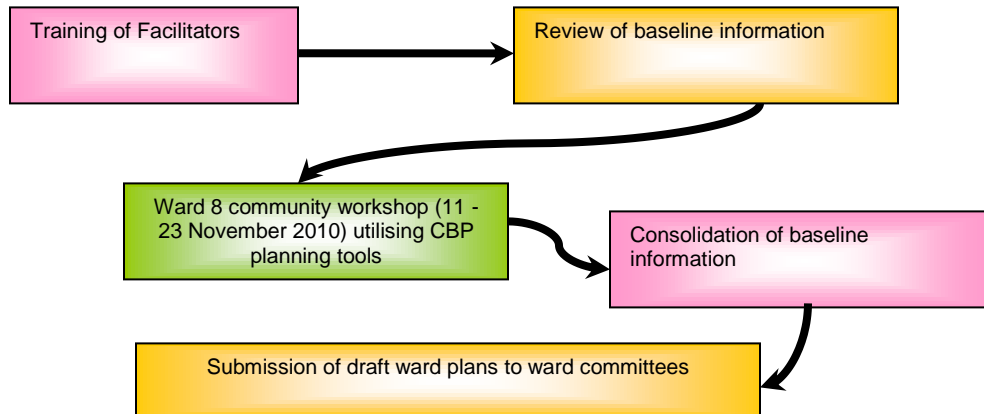 Training of Facilitators
Review of baseline information
Ward 8 community workshop (11 -
23 November 2010) utilising CBP
planning tools
Consolidation of baseline
information
Submission of draft ward plans to ward committees